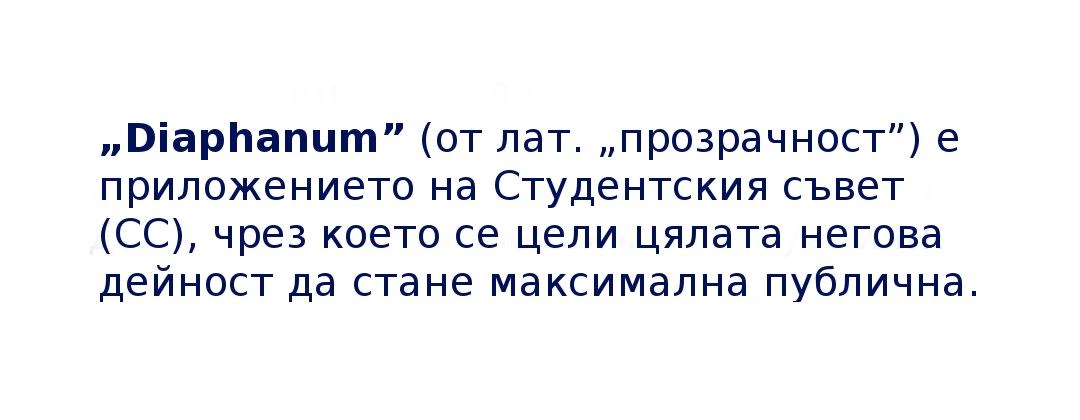 „Diaphanum” (от лат. „прозрачност”) е
приложението на Студентския съвет
(СС), чрез което се цели цялата негова
дейност да стане максимална публична.